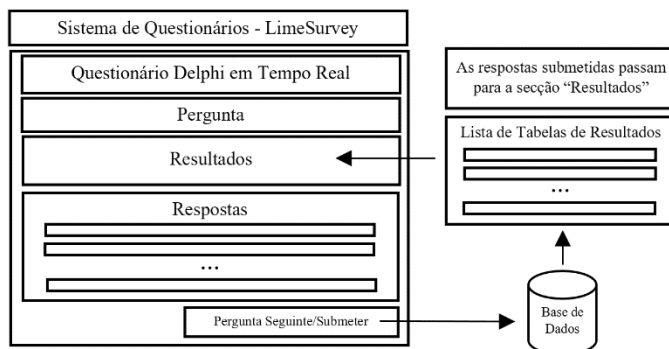 Sistema de Questionários - LimeSurvey
Questionário Delphi em Tempo Real
Pergunta
Resultados
Respostas
...
Pergunta Seguinte/Submeter
As respostas submetidas passam
para a secção “Resultados”
Lista de Tabelas de Resultados
...
Base de
Dados